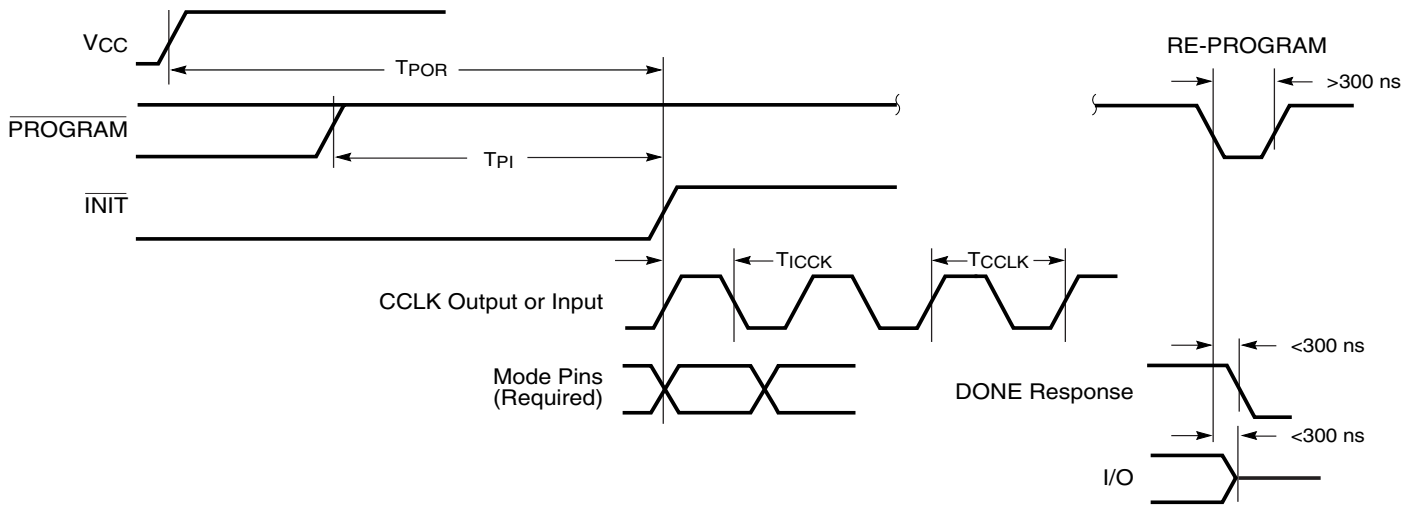 VCC
RE-PROGRAM
TPOR
>300 ns
PROGRAM
TPI
INIT
TICCK
TCCLK
CCLK Output or Input
<300 ns
Mode Pins
(Required)
DONE Response
<300 ns
I/O